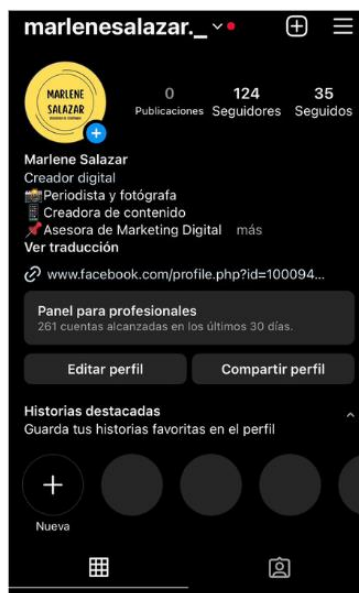 marlenesalazar._
MARLENE
SALAZAR
0
Publicaciones
124
Seguidores
35
Seguidos
Marlene Salazar
Creador digital
📸Periodista y fotógrafa
📱Creadora de contenido
📌Asesora de Marketing Digital más
Ver traducción
www.facebook.com/profile.php?id=100094...
Panel para profesionales
261 cuentas alcanzadas en los últimos 30 días.
Editar perfil
Compartir perfil
Historias destacadas
Guarda tus historias favoritas en el perfil
Nueva